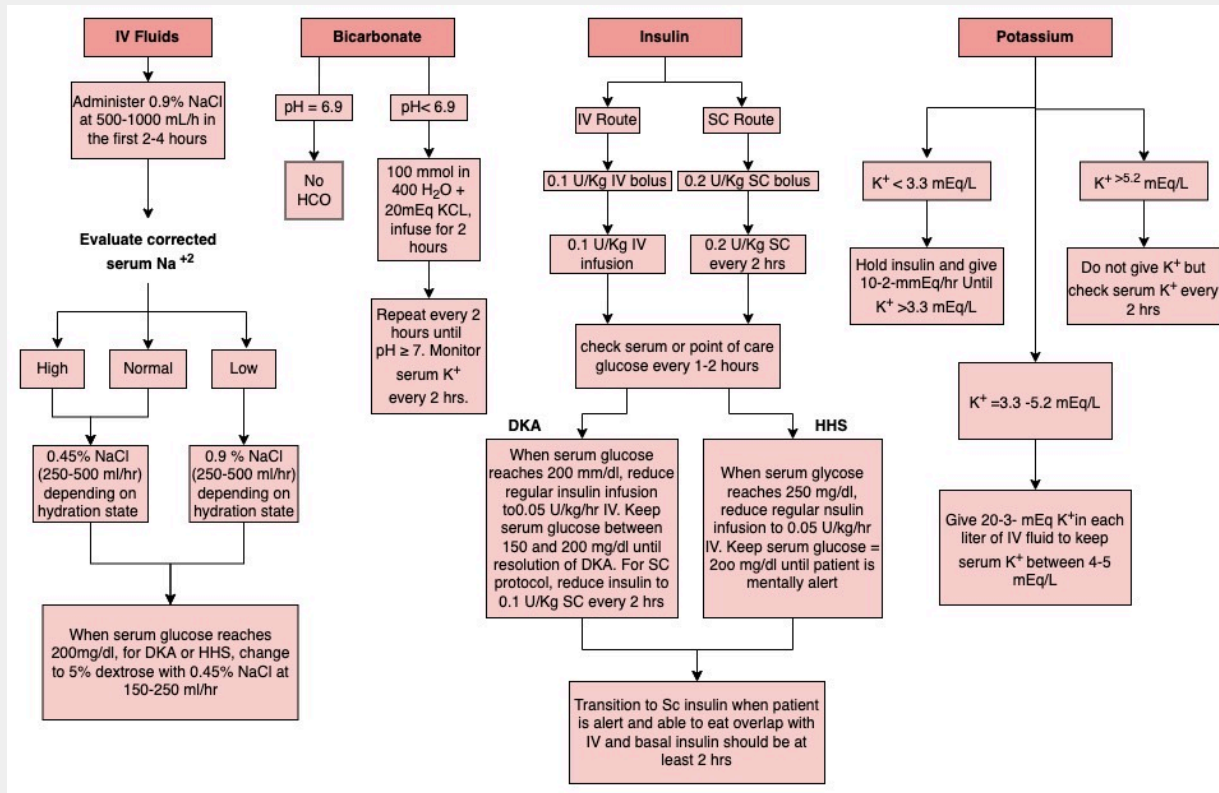 IV Fluids
Administer 0.9% NaCl
at 500-1000 mL/h in
the first 2-4 hours
Evaluate corrected
serum Na +2
High
Normal
Low
0.45% NaCl
(250-500 ml/hr)
depending on
hydration state
0.9 % NaCl
(250-500 ml/hr)
depending on
hydration state
When serum glucose reaches
200mg/dl, for DKA or HHS, change
to 5% dextrose with 0.45% NaCl at
150-250 ml/hr
Bicarbonate
pH = 6.9
No
HCO
pH< 6.9
100 mmol in
400 H2O +
20mEq KCL,
infuse for 2
hours
Repeat every 2
hours until
pH ≥ 7. Monitor
serum K+
every 2 hrs.
Insulin
IV Route
0.1 U/Kg IV bolus
0.1 U/Kg IV
infusion
SC Route
0.2 U/Kg SC bolus
0.2 U/Kg SC
every 2 hrs
check serum or point of care
glucose every 1-2 hours
DKA
When serum glucose
reaches 200 mm/dl, reduce
regular insulin infusion
to0.05 U/kg/hr IV. Keep
serum glucose between
150 and 200 mg/dl until
resolution of DKA. For SC
protocol, reduce insulin to
0.1 U/Kg SC every 2 hrs
HHS
When serum glycose
reaches 250 mg/dl,
reduce regular nsulin
infusion to 0.05 U/kg/hr
IV. Keep serum glucose =
2oo mg/dl until patient is
mentally alert
Transition to Sc insulin when patient
is alert and able to eat overlap with
IV and basal insulin should be at
least 2 hrs
Potassium
K+ < 3.3 mEq/L
Hold insulin and give
10-2-mmEq/hr Until
K+ >3.3 mEq/L
K+ >5.2 mEq/L
Do not give K+ but
check serum K+ every
2 hrs
K+ =3.3 -5.2 mEq/L
Give 20-3- mEq K+in each
liter of IV fluid to keep
serum K+ between 4-5
mEq/L